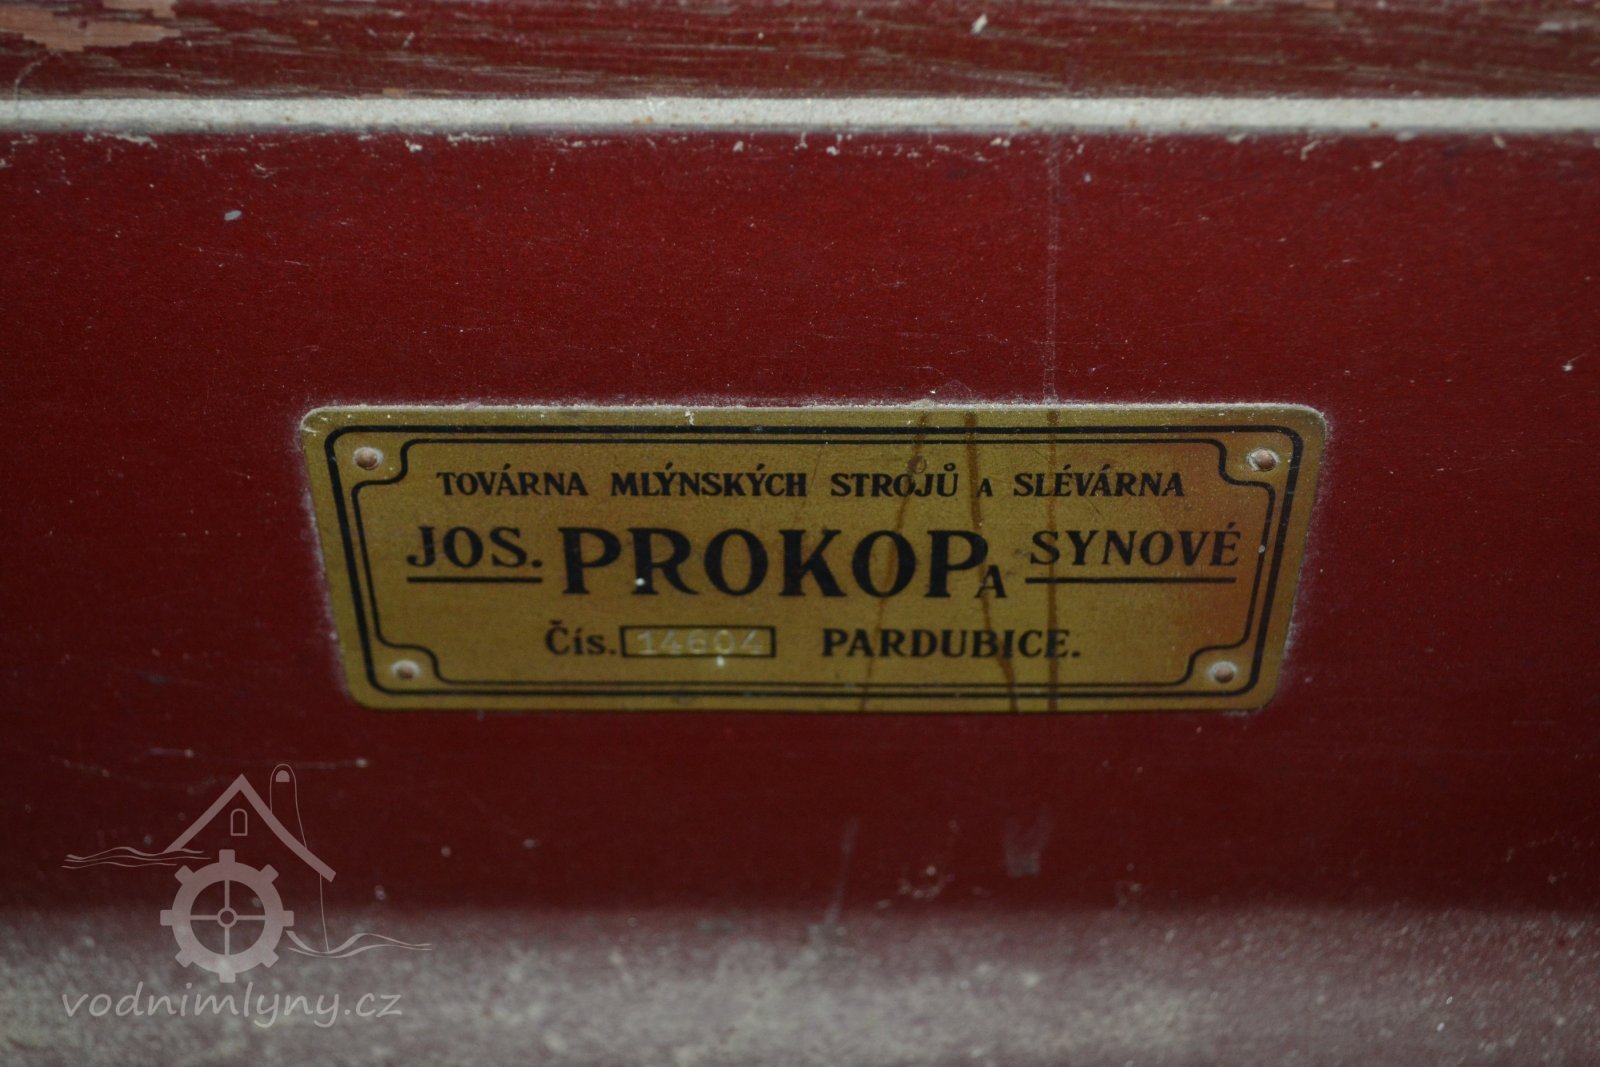 TOVÁRNA MLÝNSKÝCH STROJŮ A SLÉVÁRNA
JOS. PROKOP A SYNOVÉ
Čís. 14604 PARDUBICE.
vodnimlyny.cz